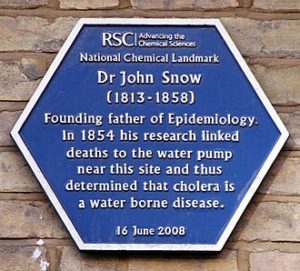 RSC | Advancing the
Chemical Sciences
National Chemical Landmark
Dr John Snow
(1813-1858)
Founding father of Epidemiology.
In 1854 his research linked
deaths to the water pump
near this site and thus
determined that cholera is
a water borne disease.
16 June 2008